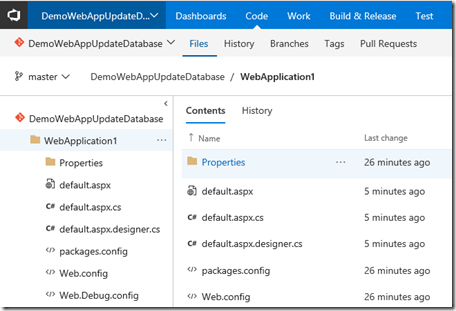 DemoWebAppUpdateD... Dashboards Code Work Build & Release Test
DemoWebAppUpdateDatabase Files History Branches Tags Pull Requests
master DemoWebAppUpdateDatabase / WebApplication1
DemoWebAppUpdateDatabase
WebApplication1 ...
Properties
default.aspx
C# default.aspx.cs
C# default.aspx.designer.cs
packages.config
Web.config
Web.Debug.config
Contents History
Name Last change
Properties ... 26 minutes ago
default.aspx 5 minutes ago
C# default.aspx.cs 5 minutes ago
C# default.aspx.designer.cs 5 minutes ago
packages.config 26 minutes ago
Web.config 26 minutes ago